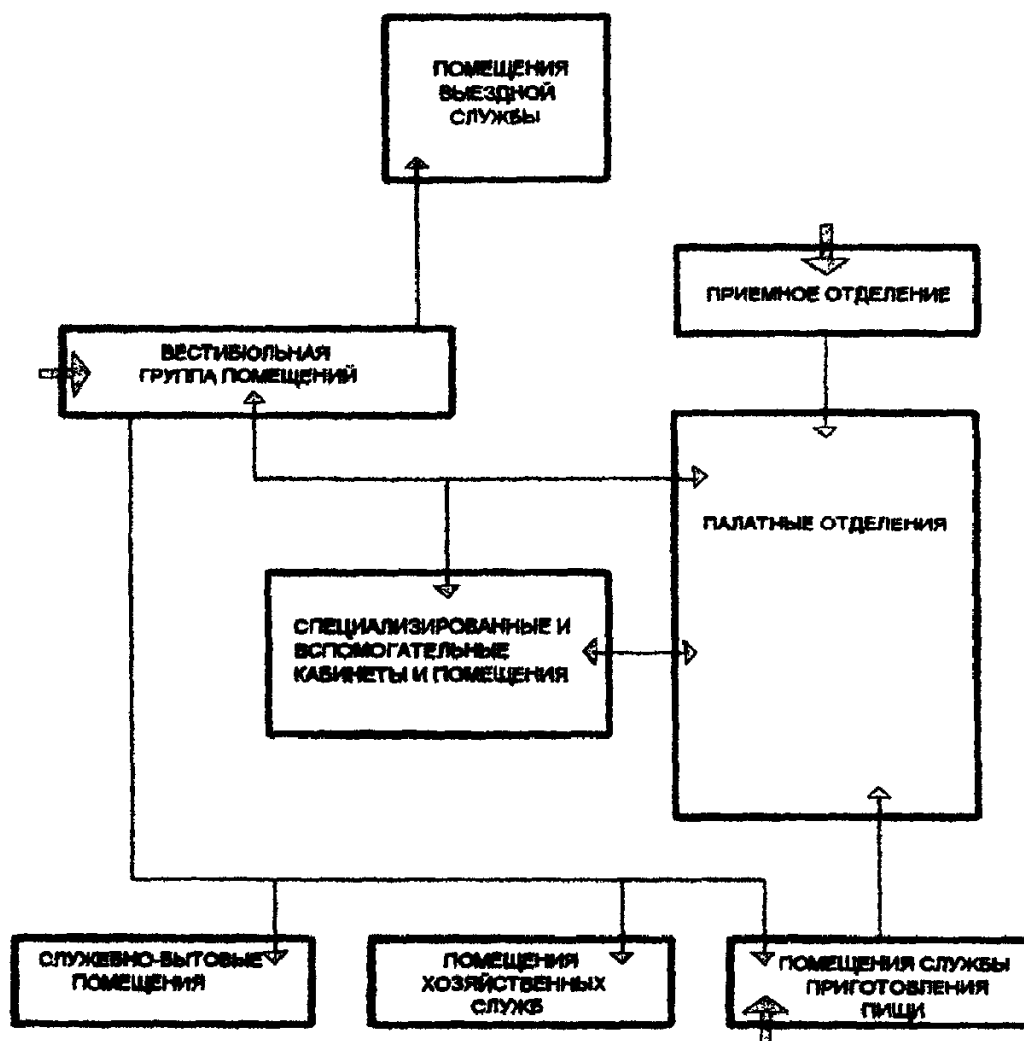 ПОМЕЩЕНИЯ
ВЫЕЗДНОЙ
СЛУЖБЫ
ПРИЕМНОЕ ОТДЕЛЕНИЕ
ВЕСТИБЮЛЬНАЯ
ГРУППА ПОМЕЩЕНИЙ
ПАЛАТНЫЕ ОТДЕЛЕНИЯ
СПЕЦИАЛИЗИРОВАННЫЕ И
ВСПОМОГАТЕЛЬНЫЕ
КАБИНЕТЫ И ПОМЕЩЕНИЯ
СЛУЖЕБНО-БЫТОВЫЕ
ПОМЕЩЕНИЯ
ПОМЕЩЕНИЯ
ХОЗЯЙСТВЕННЫХ
СЛУЖБ
ПОМЕЩЕНИЯ СЛУЖБЫ
ПРИГОТОВЛЕНИЯ
ПИЩИ